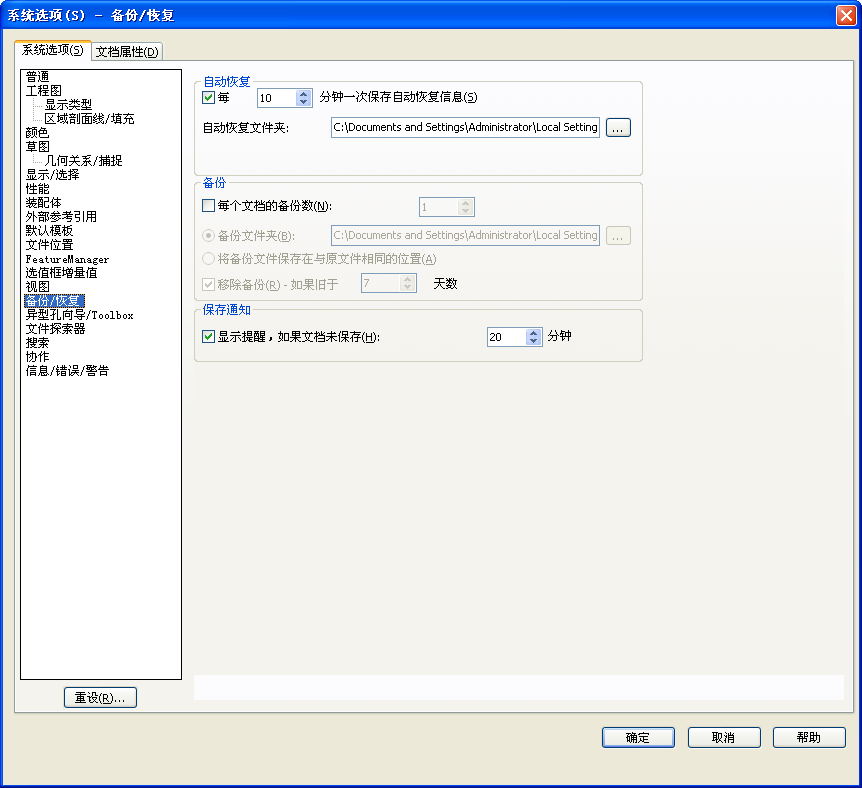 系统选项(S) - 备份/恢复
系统选项(S) 文档属性(D)
普通
工程图
显示类型
区域剖面线/填充
颜色
草图
几何关系/捕捉
显示/选择
性能
装配体
外部参考引用
默认模板
文件位置
FeatureManager
选值框增量值
视图
备份/恢复
异型孔向导/Toolbox
文件探索器
搜索
协作
信息/错误/警告
重设(R)...
自动恢复
每 10 分钟一次保存自动恢复信息(S)
自动恢复文件夹: C:\Documents and Settings\Administrator\Local Setting ...
备份
每个文档的备份数(N): 1
备份文件夹(B): C:\Documents and Settings\Administrator\Local Setting ...
将备份文件保存在与原文件相同的位置(A)
移除备份(R) - 如果旧于 7 天数
保存通知
显示提醒，如果文档未保存(H): 20 分钟
确定 取消 帮助